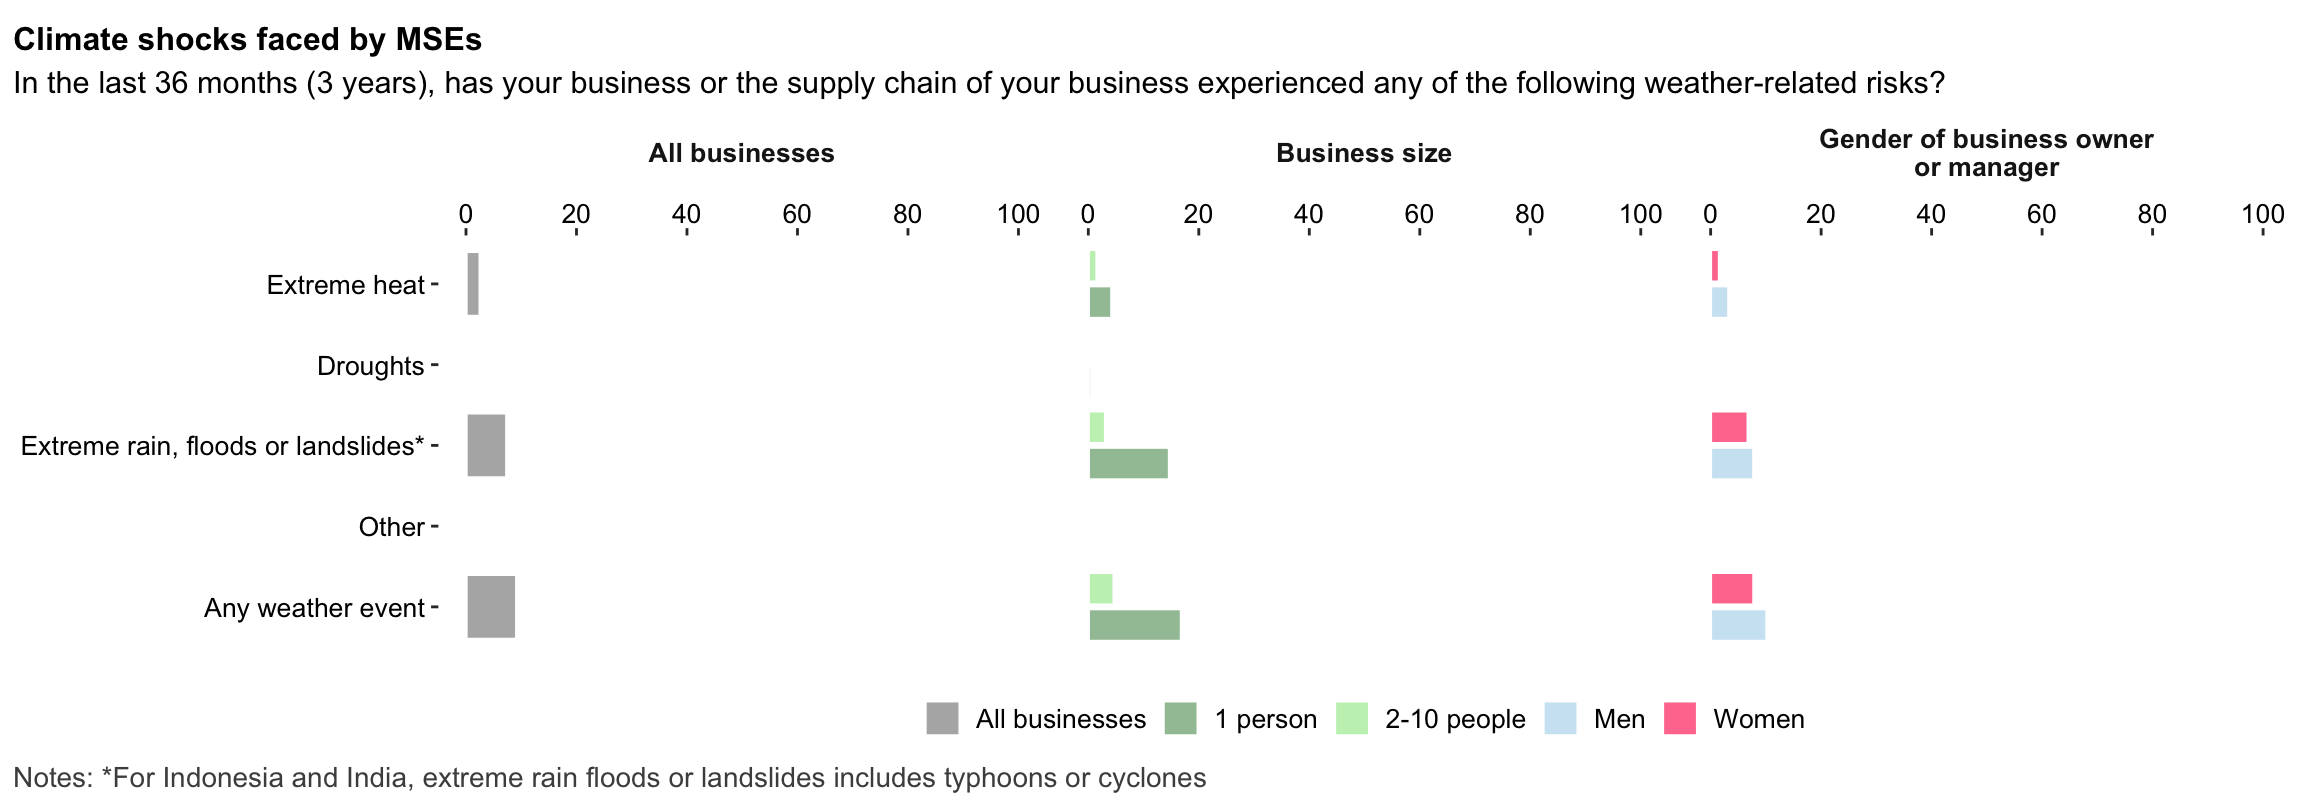 Climate shocks faced by MSEs
In the last 36 months (3 years), has your business or the supply chain of your business experienced any of the following weather-related risks?
All businesses
Business size
Gender of business owner
or manager
0 20 40 60 80 100 0 20 40 60 80 100 0 20 40 60 80 100
Extreme heat
Droughts
Extreme rain, floods or landslides*
Other
Any weather event
All businesses 1 person 2-10 people Men Women
Notes: *For Indonesia and India, extreme rain floods or landslides includes typhoons or cyclones